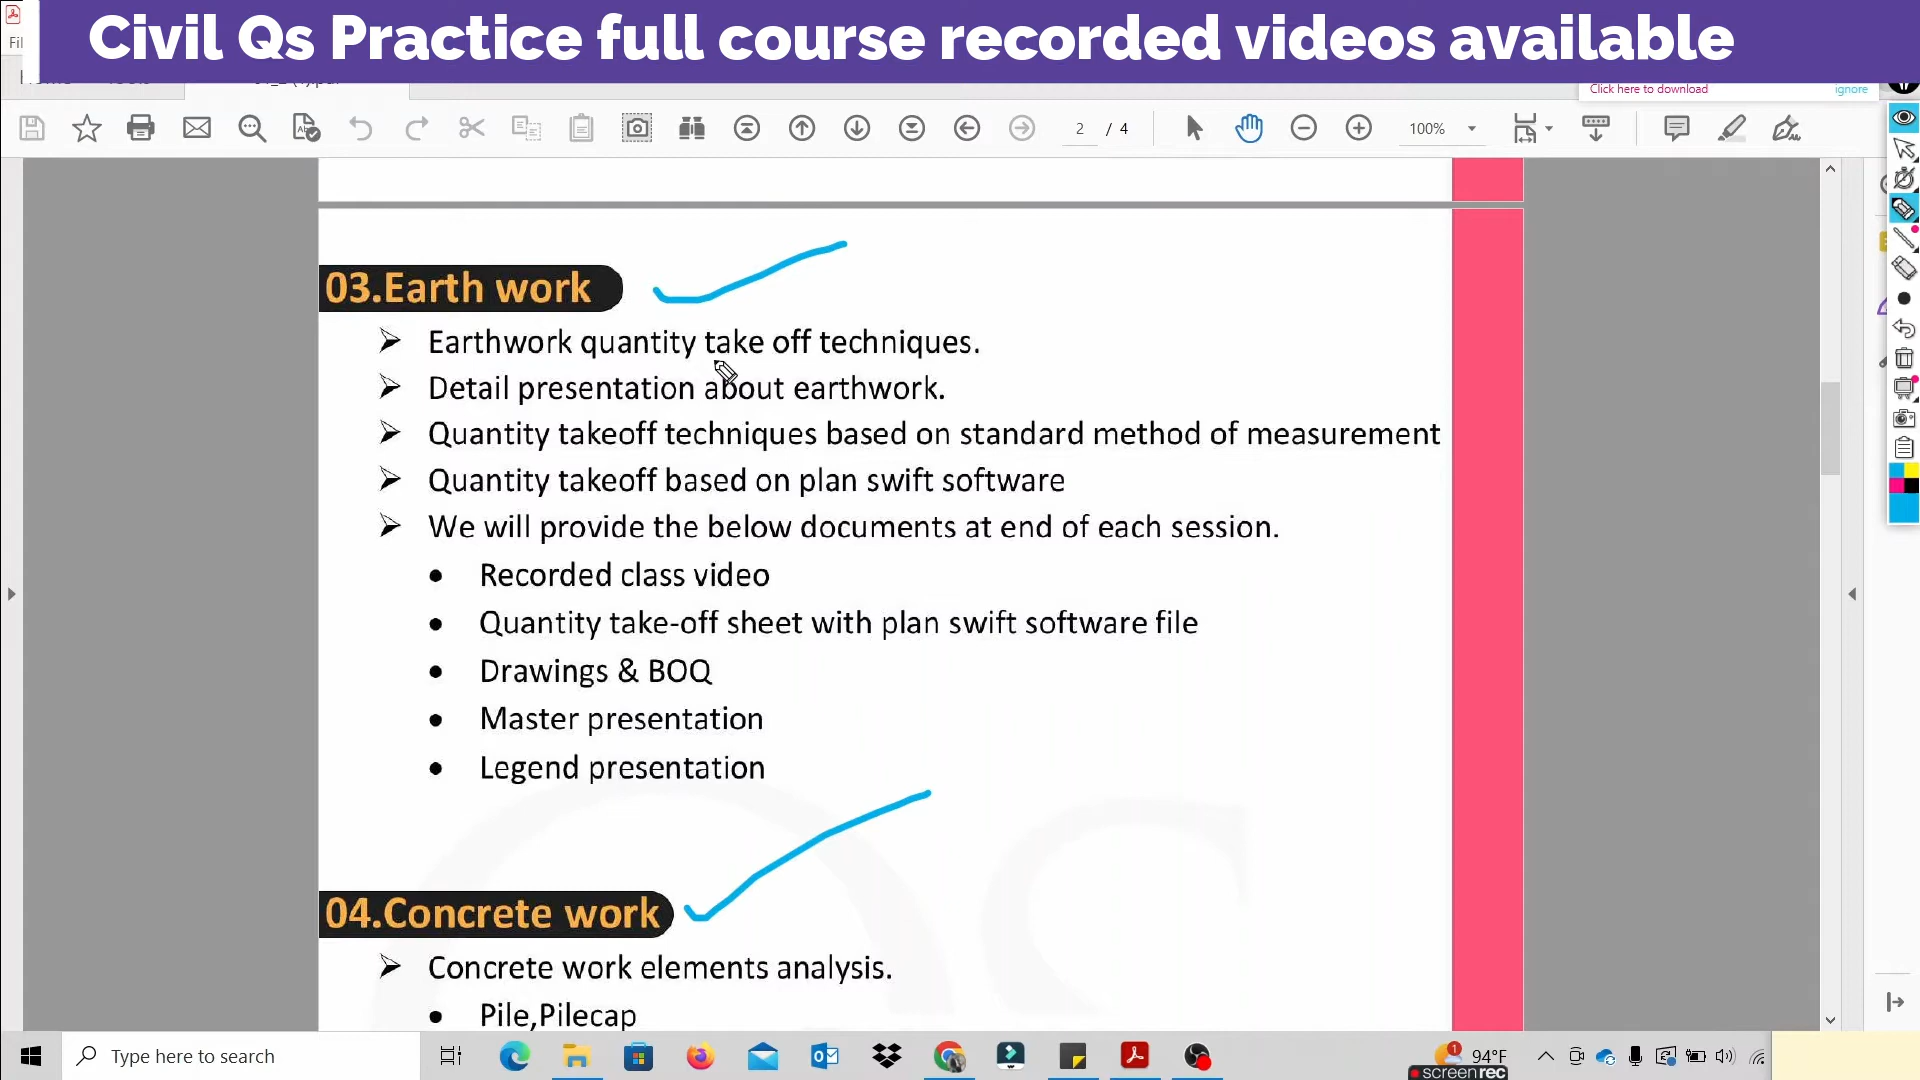 Civil Qs Practice full course recorded videos available
Fil
Click here to download
ignore
2 / 4
100%
03.Earth work
Earthwork quantity take off techniques.
Detail presentation about earthwork.
Quantity takeoff techniques based on standard method of measurement
Quantity takeoff based on plan swift software
We will provide the below documents at end of each session.
Recorded class video
Quantity take-off sheet with plan swift software file
Drawings & BOQ
Master presentation
Legend presentation
04.Concrete work
Concrete work elements analysis.
Pile,Pilecap
Type here to search
1
94°F
screenrec